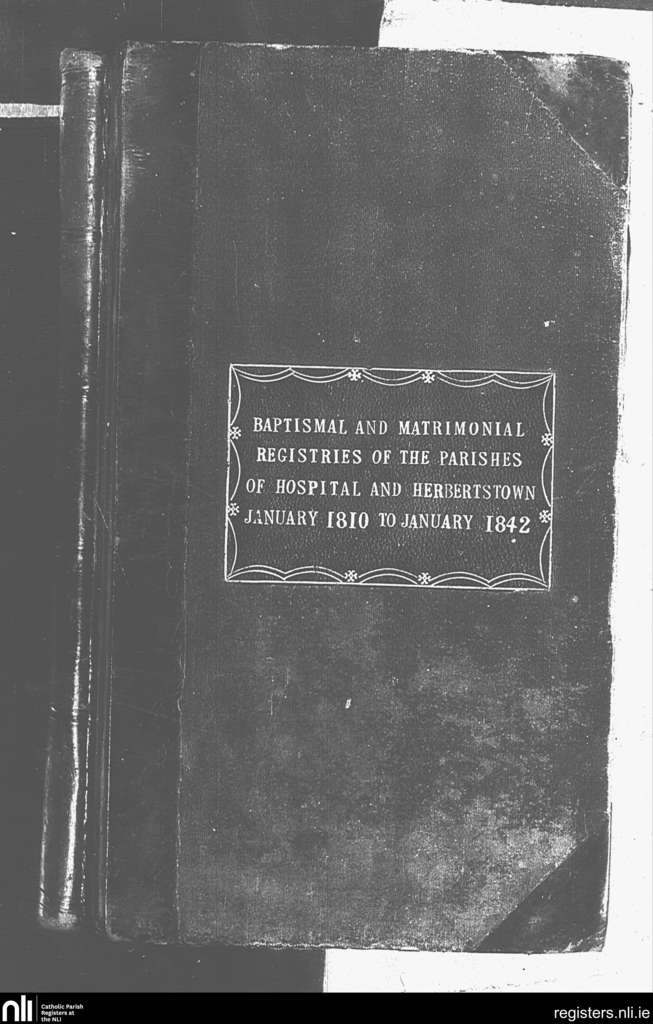 BAPTISMAL AND MATRIMONIAL
REGISTRIES OF THE PARISHES
OF HOSPITAL AND HERBERTSTOWN
JANUARY 1810 TO JANUARY 1842
nli
Catholic Parish
Registers at
the NLI
registers.nli.ie